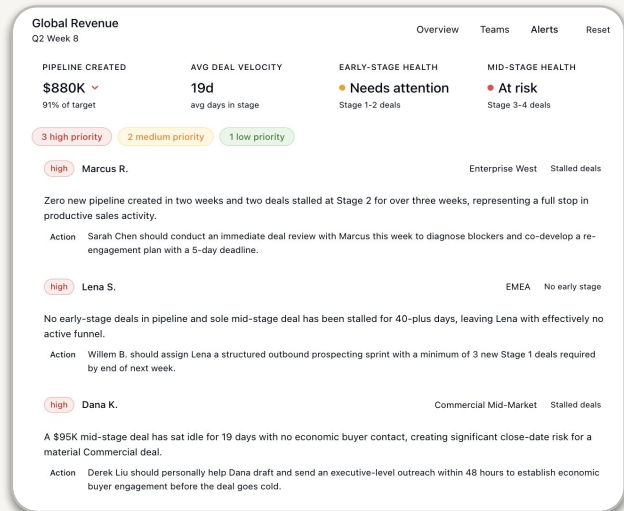 Global Revenue
Q2 Week 8
Overview Teams Alerts Reset
PIPELINE CREATED AVG DEAL VELOCITY EARLY-STAGE HEALTH MID-STAGE HEALTH
$880K 19d Needs attention At risk
91% of target avg days in stage Stage 1-2 deals Stage 3-4 deals
3 high priority 2 medium priority 1 low priority
high Marcus R. Enterprise West Stalled deals
Zero new pipeline created in two weeks and two deals stalled at Stage 2 for over three weeks, representing a full stop in
productive sales activity.
Action Sarah Chen should conduct an immediate deal review with Marcus this week to diagnose blockers and co-develop a re-
engagement plan with a 5-day deadline.
high Lena S. EMEA No early stage
No early-stage deals in pipeline and sole mid-stage deal has been stalled for 40-plus days, leaving Lena with effectively no
active funnel.
Action Willem B. should assign Lena a structured outbound prospecting sprint with a minimum of 3 new Stage 1 deals required
by end of next week.
high Dana K. Commercial Mid-Market Stalled deals
A $95K mid-stage deal has sat idle for 19 days with no economic buyer contact, creating significant close-date risk for a
material Commercial deal.
Action Derek Liu should personally help Dana draft and send an executive-level outreach within 48 hours to establish economic
buyer engagement before the deal goes cold.